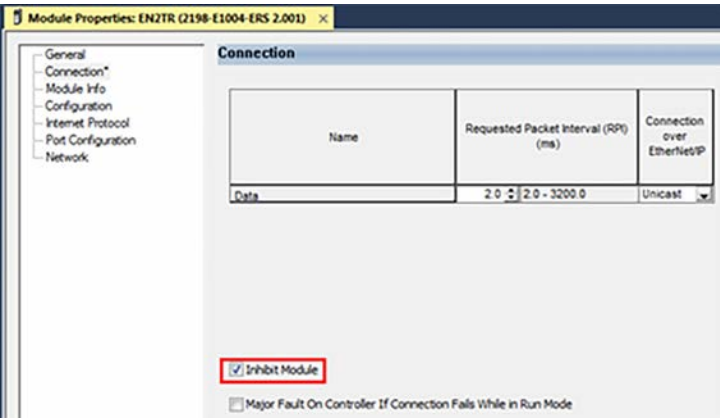 Module Properties: EN2TR (2198-E1004-ERS 2.001) ×
General
Connection*
Module Info
Configuration
Internet Protocol
Port Configuration
Network
Connection
Name
Requested Packet Interval (RPI)
(ms)
Connection
over
EtherNet/IP
Data
2.0
2.0 - 3200.0
Unicast
Inhibit Module
Major Fault On Controller If Connection Fails While in Run Mode